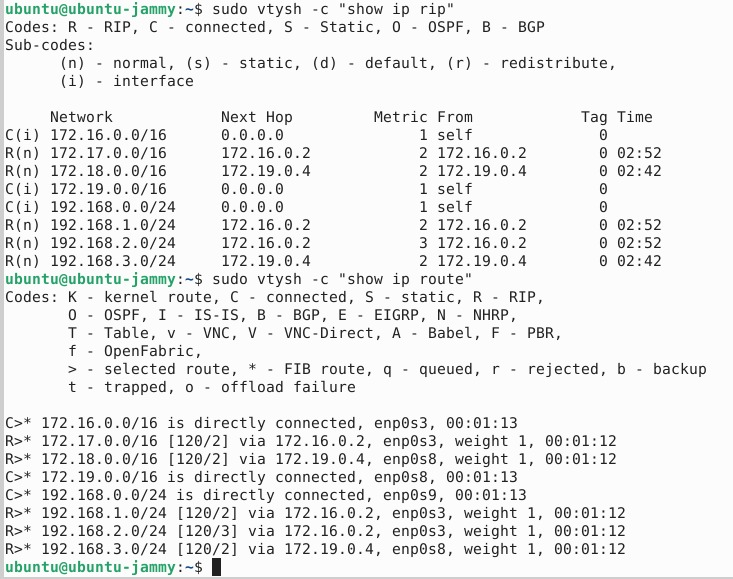 ubuntu@ubuntu-jammy:~$ sudo vtysh -c "show ip rip"
Codes: R - RIP, C - connected, S - Static, O - OSPF, B - BGP
Sub-codes:
      (n) - normal, (s) - static, (d) - default, (r) - redistribute,
      (i) - interface

     Network            Next Hop         Metric From            Tag Time
C(i) 172.16.0.0/16      0.0.0.0               1 self              0
R(n) 172.17.0.0/16      172.16.0.2            2 172.16.0.2        0 02:52
R(n) 172.18.0.0/16      172.19.0.4            2 172.19.0.4        0 02:42
C(i) 172.19.0.0/16      0.0.0.0               1 self              0
C(i) 192.168.0.0/24     0.0.0.0               1 self              0
R(n) 192.168.1.0/24     172.16.0.2            2 172.16.0.2        0 02:52
R(n) 192.168.2.0/24     172.16.0.2            3 172.16.0.2        0 02:52
R(n) 192.168.3.0/24     172.19.0.4            2 172.19.0.4        0 02:42
ubuntu@ubuntu-jammy:~$ sudo vtysh -c "show ip route"
Codes: K - kernel route, C - connected, S - static, R - RIP,
       O - OSPF, I - IS-IS, B - BGP, E - EIGRP, N - NHRP,
       T - Table, v - VNC, V - VNC-Direct, A - Babel, F - PBR,
       f - OpenFabric,
       > - selected route, * - FIB route, q - queued, r - rejected, b - backup
       t - trapped, o - offload failure

C>* 172.16.0.0/16 is directly connected, enp0s3, 00:01:13
R>* 172.17.0.0/16 [120/2] via 172.16.0.2, enp0s3, weight 1, 00:01:12
R>* 172.18.0.0/16 [120/2] via 172.19.0.4, enp0s8, weight 1, 00:01:12
C>* 172.19.0.0/16 is directly connected, enp0s8, 00:01:13
C>* 192.168.0.0/24 is directly connected, enp0s9, 00:01:13
R>* 192.168.1.0/24 [120/2] via 172.16.0.2, enp0s3, weight 1, 00:01:12
R>* 192.168.2.0/24 [120/3] via 172.16.0.2, enp0s3, weight 1, 00:01:12
R>* 192.168.3.0/24 [120/2] via 172.19.0.4, enp0s8, weight 1, 00:01:12
ubuntu@ubuntu-jammy:~$